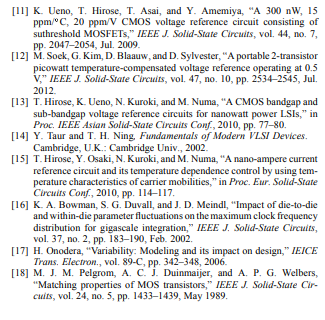 [11] K. Ueno, T. Hirose, T. Asai, and Y. Amemiya, “A 300 nW, 15
ppm/°C, 20 ppm/V CMOS voltage reference circuit consisting of
suthreshold MOSFETs,” IEEE J. Solid-State Circuits, vol. 44, no. 7,
pp. 2047–2054, Jul. 2009.
[12] M. Seok, G. Kim, D. Blaauw, and D. Sylvester, “A portable 2-transistor
picowatt temperature-compensated voltage reference operating at 0.5
V,” IEEE J. Solid-State Circuits, vol. 47, no. 10, pp. 2534–2545, Jul.
2012.
[13] T. Hirose, K. Ueno, N. Kuroki, and M. Numa, “A CMOS bandgap and
sub-bandgap voltage reference circuits for nanowatt power LSIs,” in
Proc. IEEE Asian Solid-State Circuits Conf., 2010, pp. 77–80.
[14] Y. Taur and T. H. Ning, Fundamentals of Modern VLSI Devices.
Cambridge, U.K.: Cambridge Univ., 2002.
[15] T. Hirose, Y. Osaki, N. Kuroki, and M. Numa, “A nano-ampere current
reference circuit and its temperature dependence control by using tem-
perature characteristics of carrier mobilities,” in Proc. Eur. Solid-State
Circuits Conf., 2010, pp. 114–117.
[16] K. A. Bowman, S. G. Duvall, and J. D. Meindl, “Impact of die-to-die
and within-die parameter fluctuations on the maximum clock frequency
distribution for gigascale integration,” IEEE J. Solid-State Circuits,
vol. 37, no. 2, pp. 183–190, Feb. 2002.
[17] H. Onodera, “Variability: Modeling and its impact on design,” IEICE
Trans. Electron., vol. 89-C, pp. 342–348, 2006.
[18] M. J. M. Pelgrom, A. C. J. Duinmaijer, and A. P. G. Welbers,
“Matching properties of MOS transistors,” IEEE J. Solid-State Cir-
cuits, vol. 24, no. 5, pp. 1433–1439, May 1989.